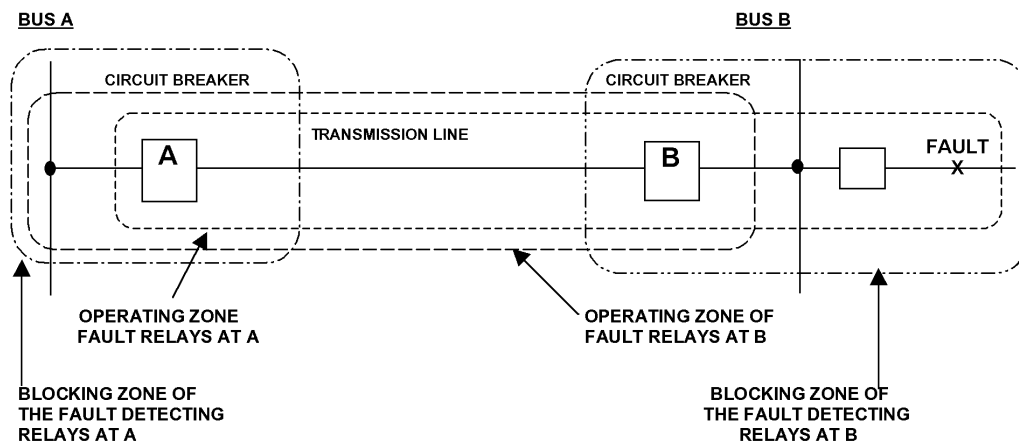 BUS A
BUS B
CIRCUIT BREAKER
CIRCUIT BREAKER
TRANSMISSION LINE
A
B
FAULT
X
OPERATING ZONE
FAULT RELAYS AT A
OPERATING ZONE OF
FAULT RELAYS AT B
BLOCKING ZONE OF
THE FAULT DETECTING
RELAYS AT A
BLOCKING ZONE OF
THE FAULT DETECTING
RELAYS AT B